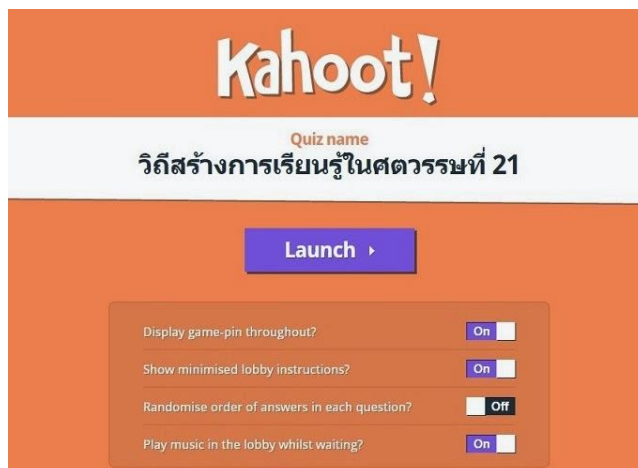 Kahoot!
Quiz name
วิถีสร้างการเรียนรู้ในศตวรรษที่ 21
Launch
Display game-pin throughout? On
Show minimised lobby instructions? On
Randomise order of answers in each question? Off
Play music in the lobby whilst waiting? On